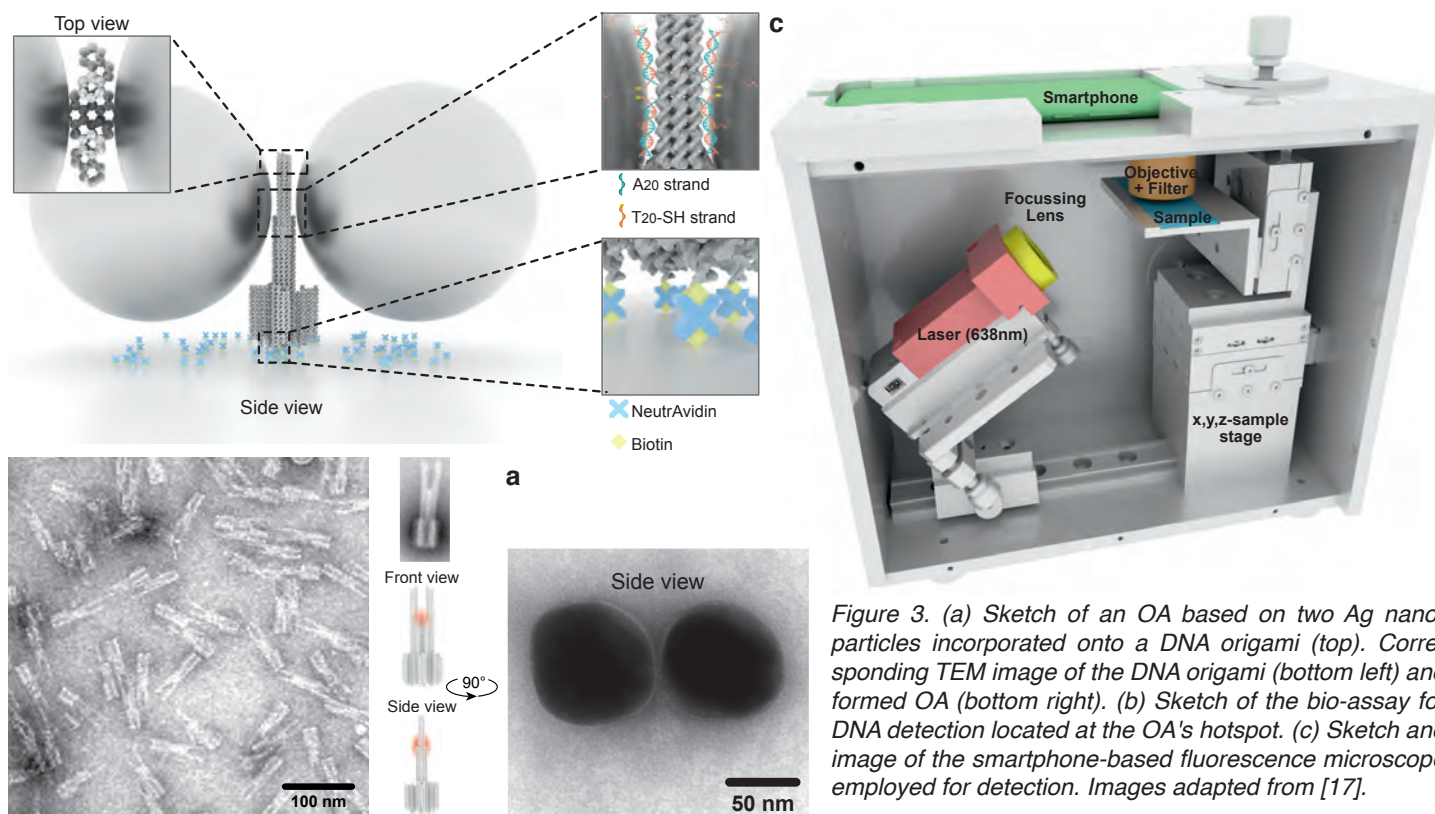 Top view
A20 strand
T20-SH strand
NeutrAvidin
Biotin
Side view
100 nm
Front view
90°
Side view
a
Side view
50 nm
c
Smartphone
Objective
+ Filter
Sample
Focussing
Lens
Laser (638nm)
x,y,z-sample
stage
Figure 3. (a) Sketch of an OA based on two Ag nano
particles incorporated onto a DNA origami (top). Corre
sponding TEM image of the DNA origami (bottom left) an
formed OA (bottom right). (b) Sketch of the bio-assay fo
DNA detection located at the OA's hotspot. (c) Sketch an
image of the smartphone-based fluorescence microscop
employed for detection. Images adapted from [17].